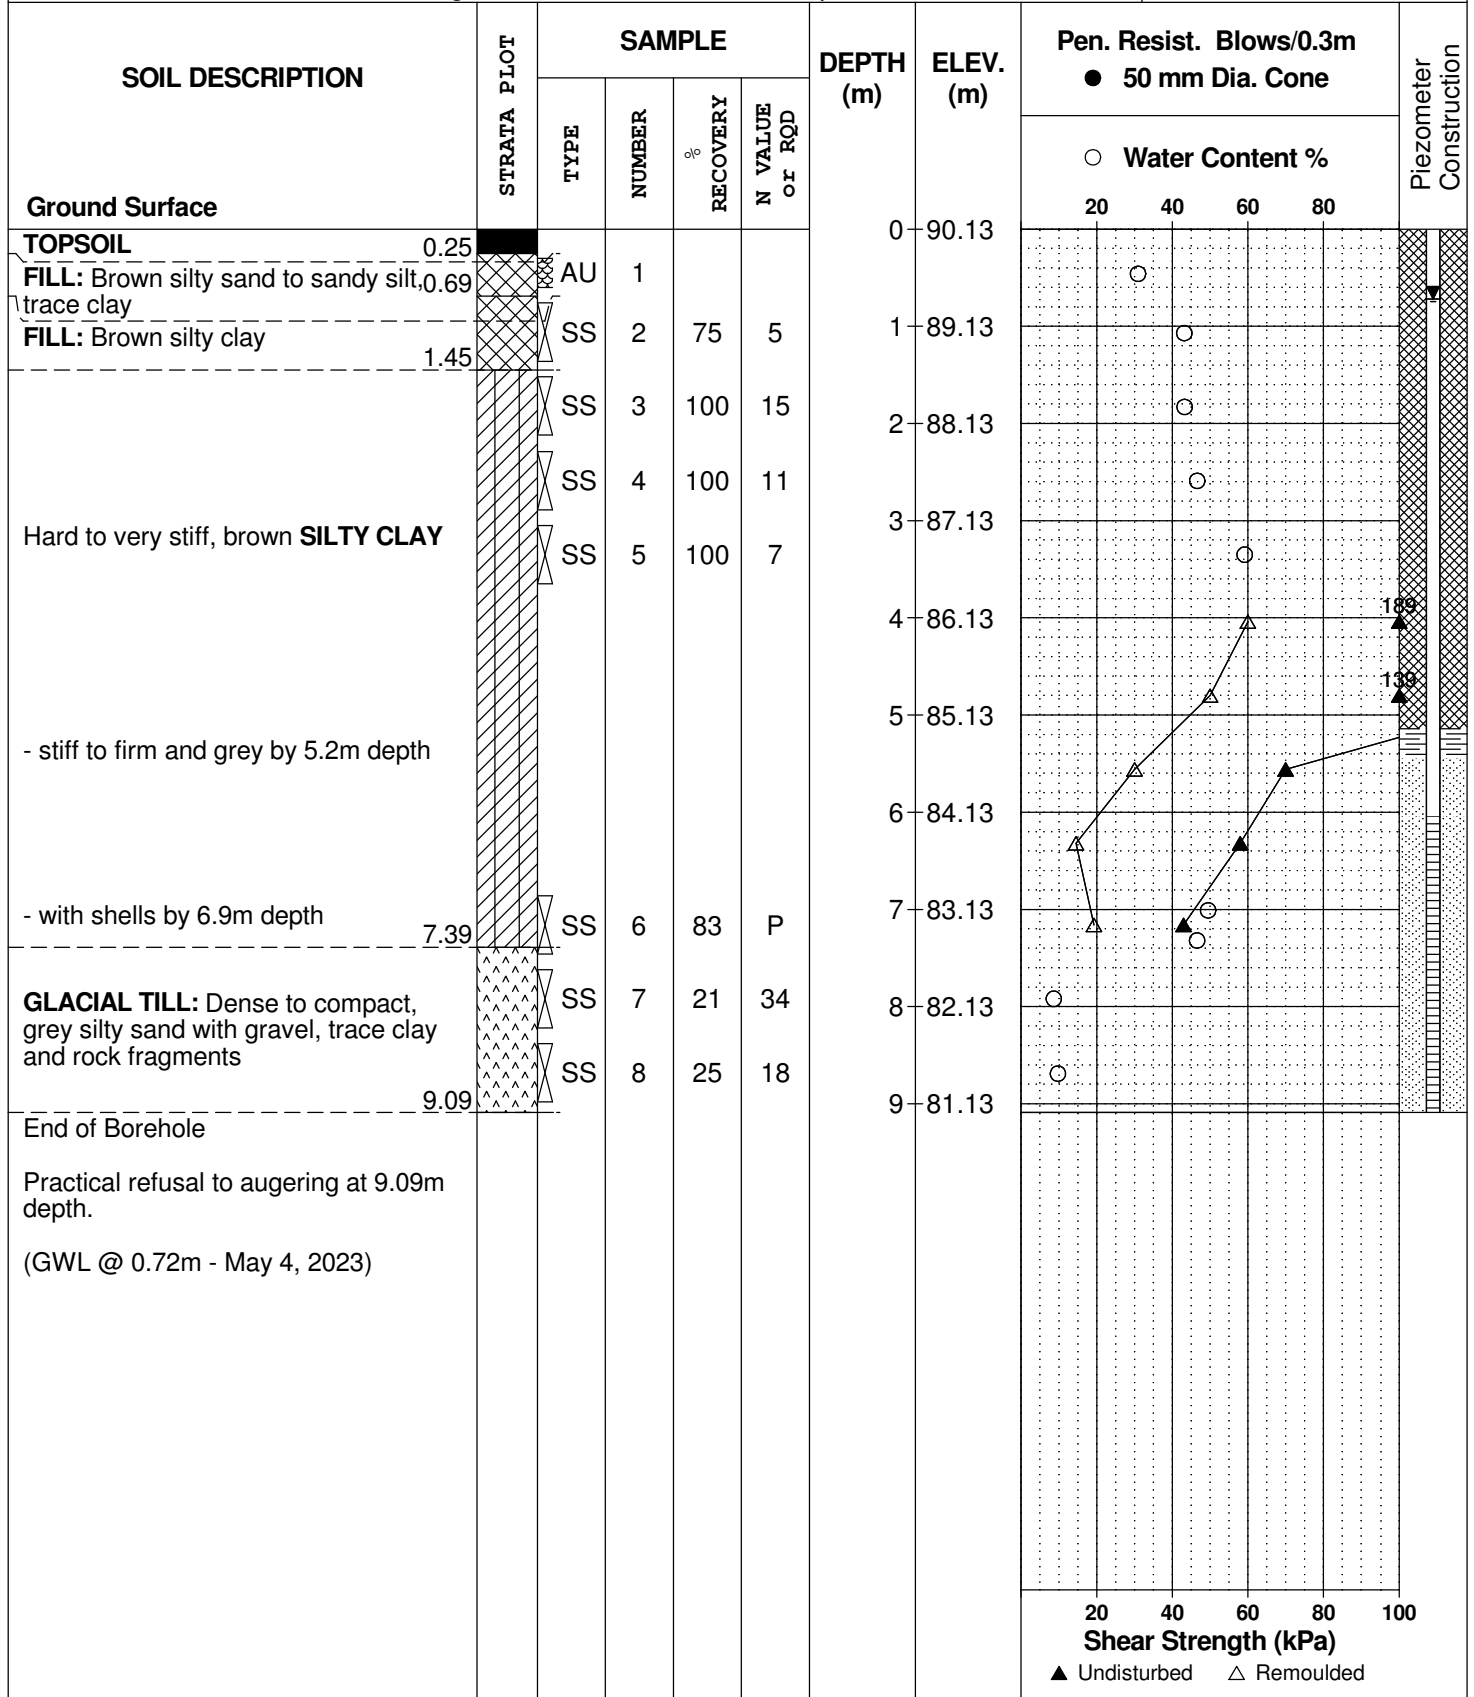 SOIL DESCRIPTION
STRATA PLOT
SAMPLE
TYPE
NUMBER
% RECOVERY
N VALUE or RQD
DEPTH (m)
ELEV. (m)
Pen. Resist. Blows/0.3m
● 50 mm Dia. Cone
○ Water Content %
Piezometer Construction
20 40 60 80
Ground Surface
0 90.13
TOPSOIL 0.25
FILL: Brown silty sand to sandy silt, 0.69
trace clay
AU 1
FILL: Brown silty clay
1.45
SS 2 75 5
1 89.13
SS 3 100 15
2 88.13
SS 4 100 11
3 87.13
Hard to very stiff, brown SILTY CLAY
SS 5 100 7
4 86.13
189
139
5 85.13
- stiff to firm and grey by 5.2m depth
6 84.13
- with shells by 6.9m depth
7.39
SS 6 83 P
7 83.13
GLACIAL TILL: Dense to compact,
grey silty sand with gravel, trace clay
and rock fragments
SS 7 21 34
8 82.13
SS 8 25 18
9.09
9 81.13
End of Borehole
Practical refusal to augering at 9.09m
depth.
(GWL @ 0.72m - May 4, 2023)
20 40 60 80 100
Shear Strength (kPa)
▲ Undisturbed △ Remoulded